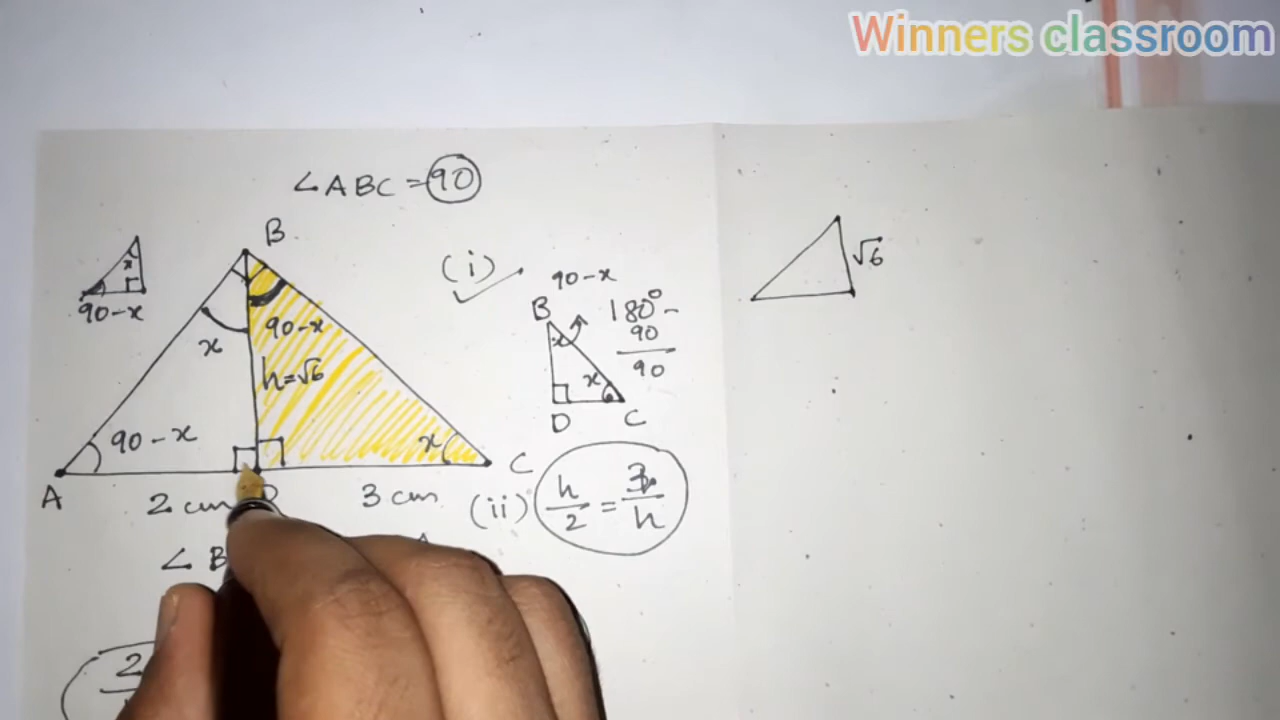 Winners classroom
∠ABC = 90
B
x
90-x
(i)
90-x
B
180° -
90
90
x
x
D
C
√6
x
90-x
h=√6
90-x
x
A
2 cm
3 cm
C
(ii) h/2 = 3/h
∠B
2